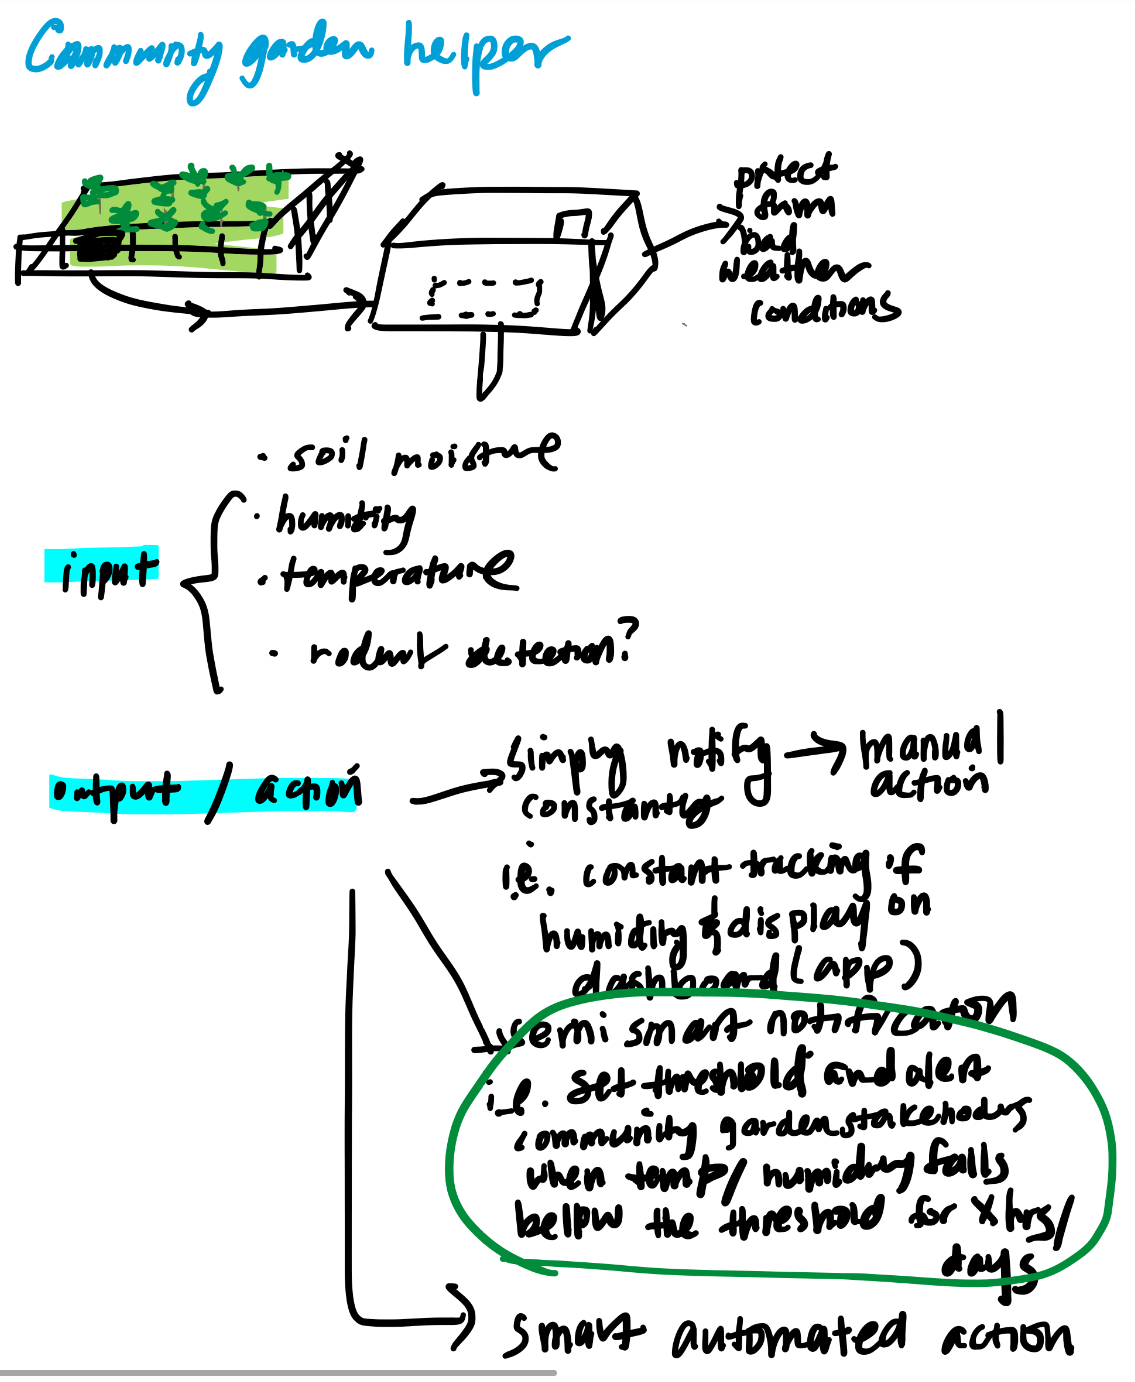 Community garden helper
protect
from
bad
weather
conditions
· soil moisture
· humidity
· temperature
· rodent detection?
input
output / action
simply notify → manual
constantly action
i.e. constant tracking if
humidity & display on
dashboard (app)
semi smart notification
i.e. set threshold and alert
community garden stakehodors
when temp/ humidity falls
below the threshold for X hrs/
days
smart automated action